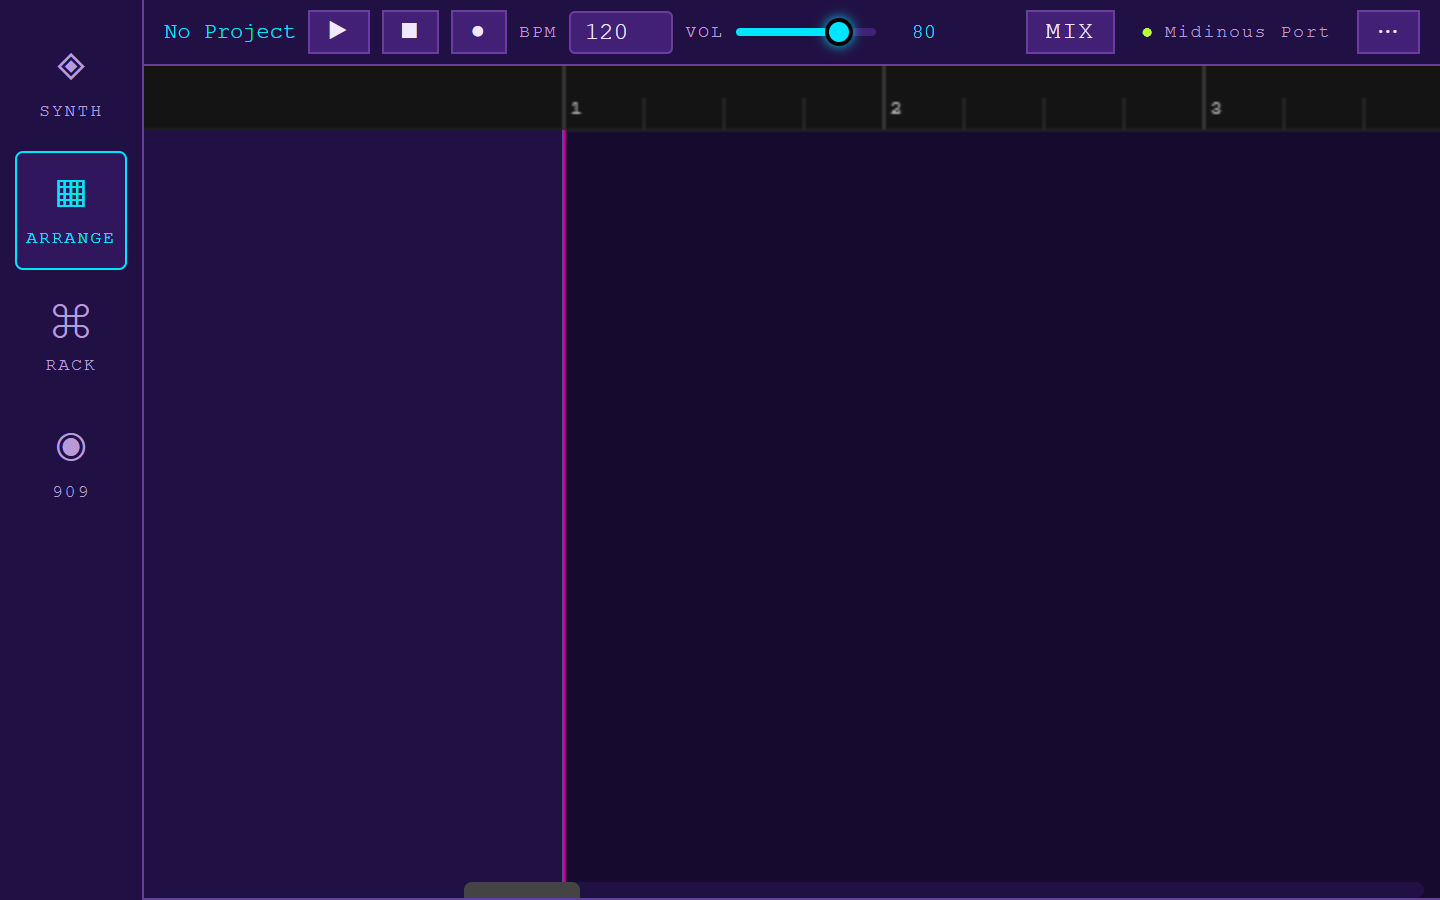 No Project
BPM
120
VOL
80
MIX
Midinous Port
...
SYNTH
ARRANGE
RACK
909
1
2
3